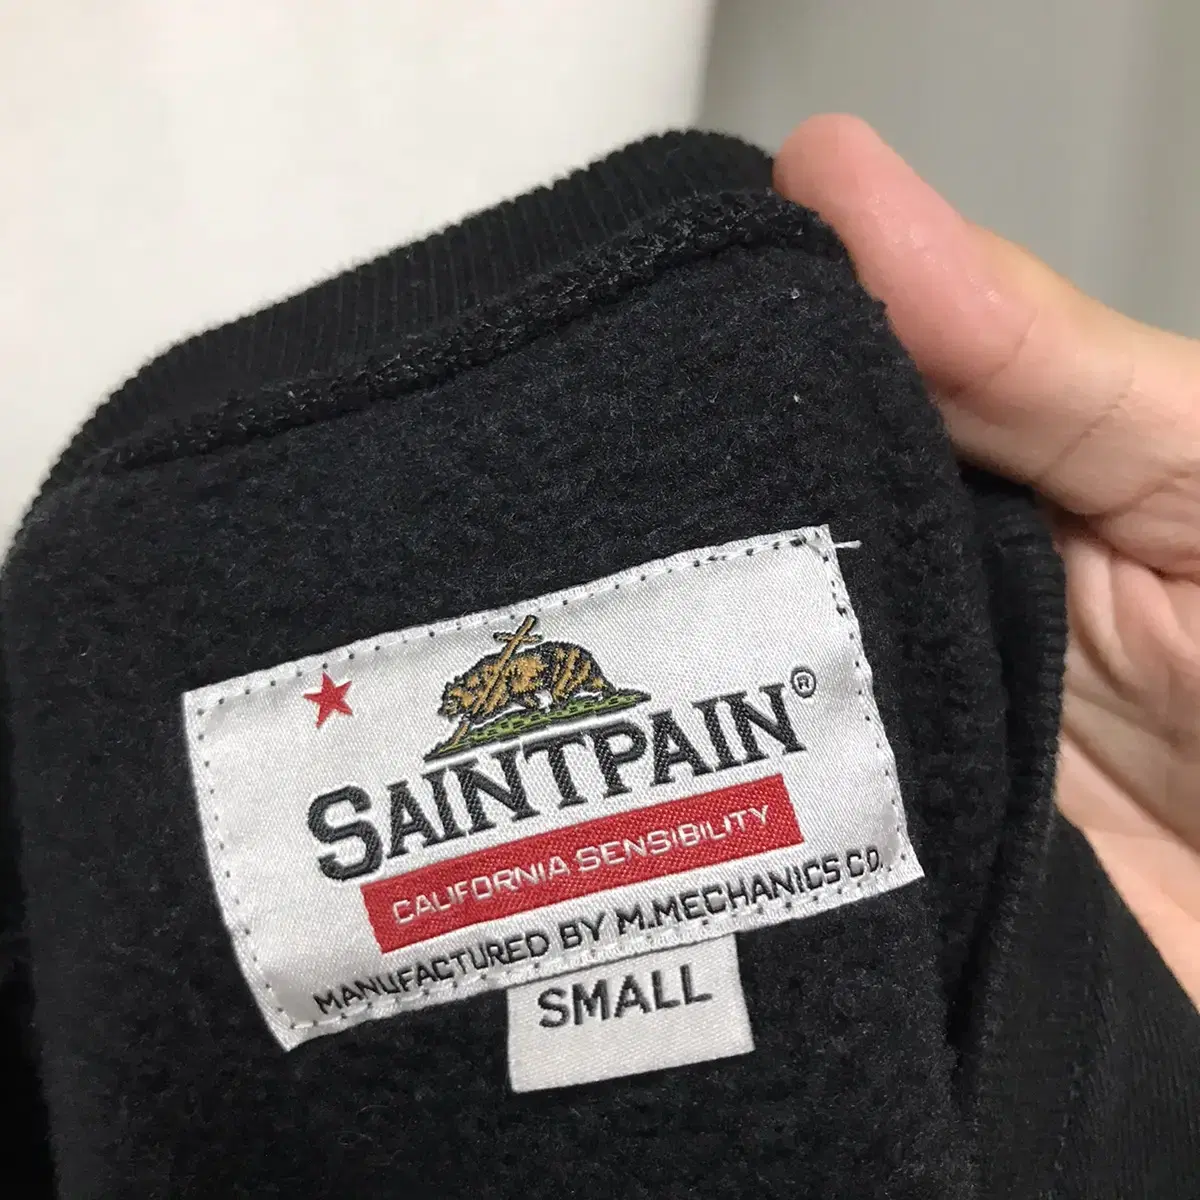 SAINTPAIN®
CALIFORNIA SENSIBILITY
MANUFACTURED BY M.MECHANICS CO.
SMALL